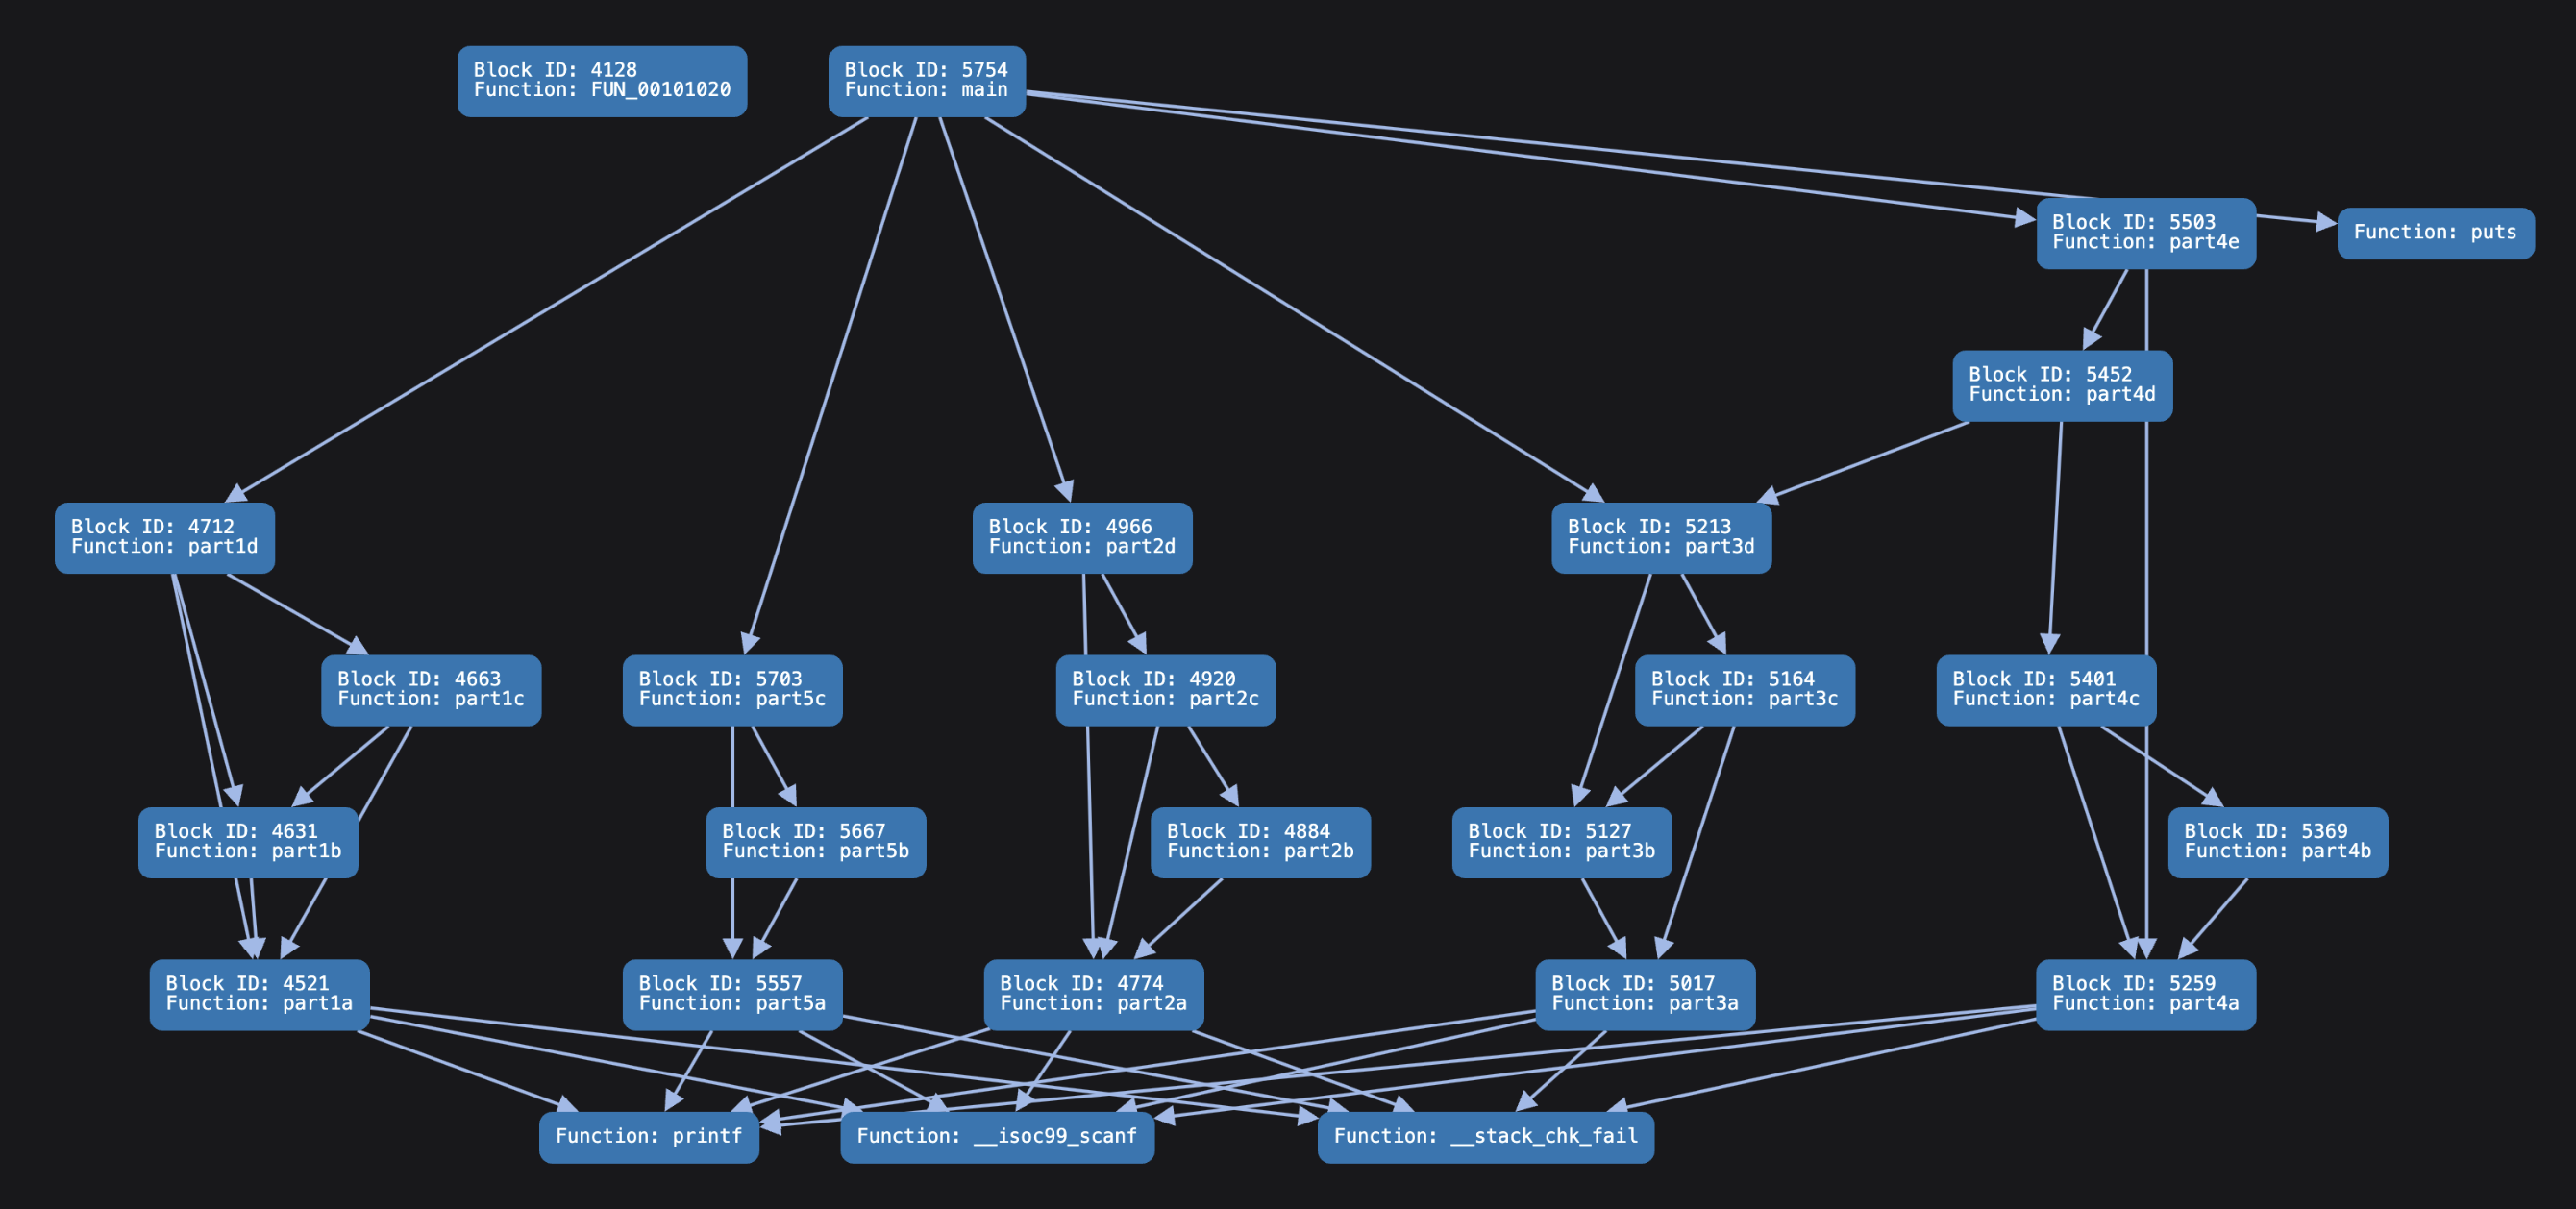 Block ID: 4128
Function: FUN_00101020
Block ID: 5754
Function: main
Block ID: 5503
Function: part4e
Function: puts
Block ID: 5452
Function: part4d
Block ID: 4712
Function: part1d
Block ID: 4966
Function: part2d
Block ID: 5213
Function: part3d
Block ID: 4663
Function: part1c
Block ID: 5703
Function: part5c
Block ID: 4920
Function: part2c
Block ID: 5164
Function: part3c
Block ID: 5401
Function: part4c
Block ID: 4631
Function: part1b
Block ID: 5667
Function: part5b
Block ID: 4884
Function: part2b
Block ID: 5127
Function: part3b
Block ID: 5369
Function: part4b
Block ID: 4521
Function: part1a
Block ID: 5557
Function: part5a
Block ID: 4774
Function: part2a
Block ID: 5017
Function: part3a
Block ID: 5259
Function: part4a
Function: printf
Function: __isoc99_scanf
Function: __stack_chk_fail